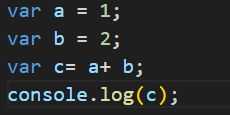 var a = 1;
var b = 2;
var c= a+ b;
console.log(c);